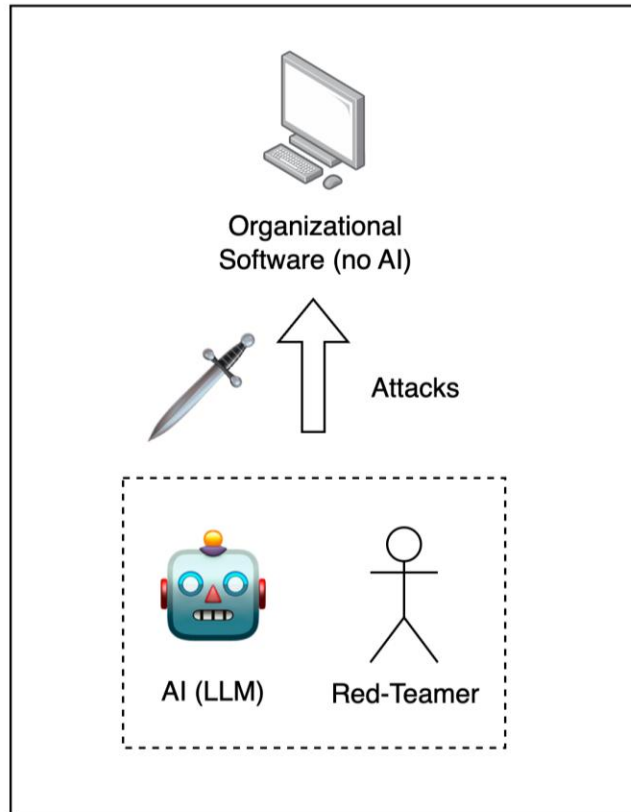 Organizational
Software (no AI)
Attacks
AI (LLM)
Red-Teamer